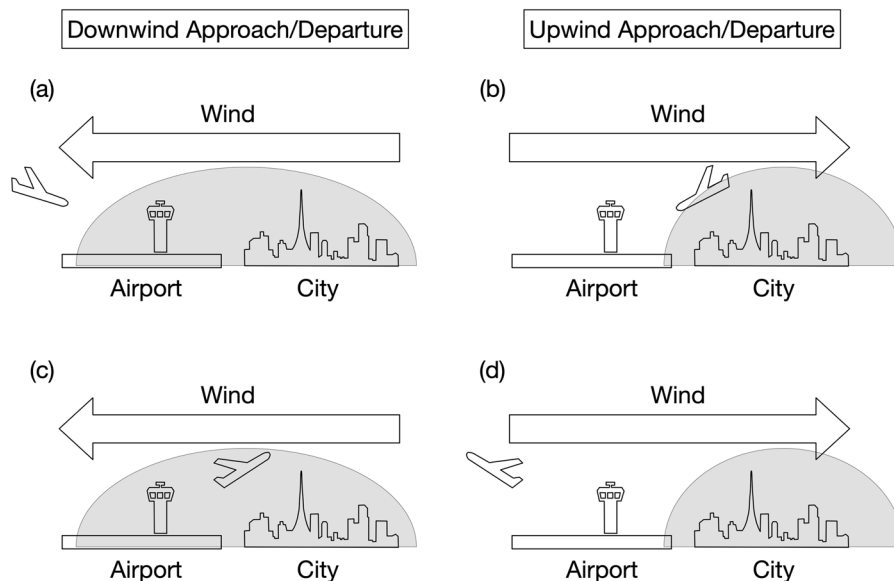 Downwind Approach/Departure
Upwind Approach/Departure
(a)
Wind
Airport
City
(b)
Wind
Airport
City
(c)
Wind
Airport
City
(d)
Wind
Airport
City